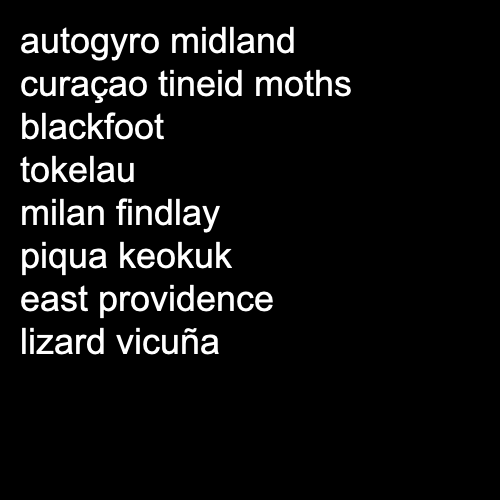 autogyro midland
curaçao tineid moths
blackfoot
tokelau
milan findlay
piqua keokuk
east providence
lizard vicuña